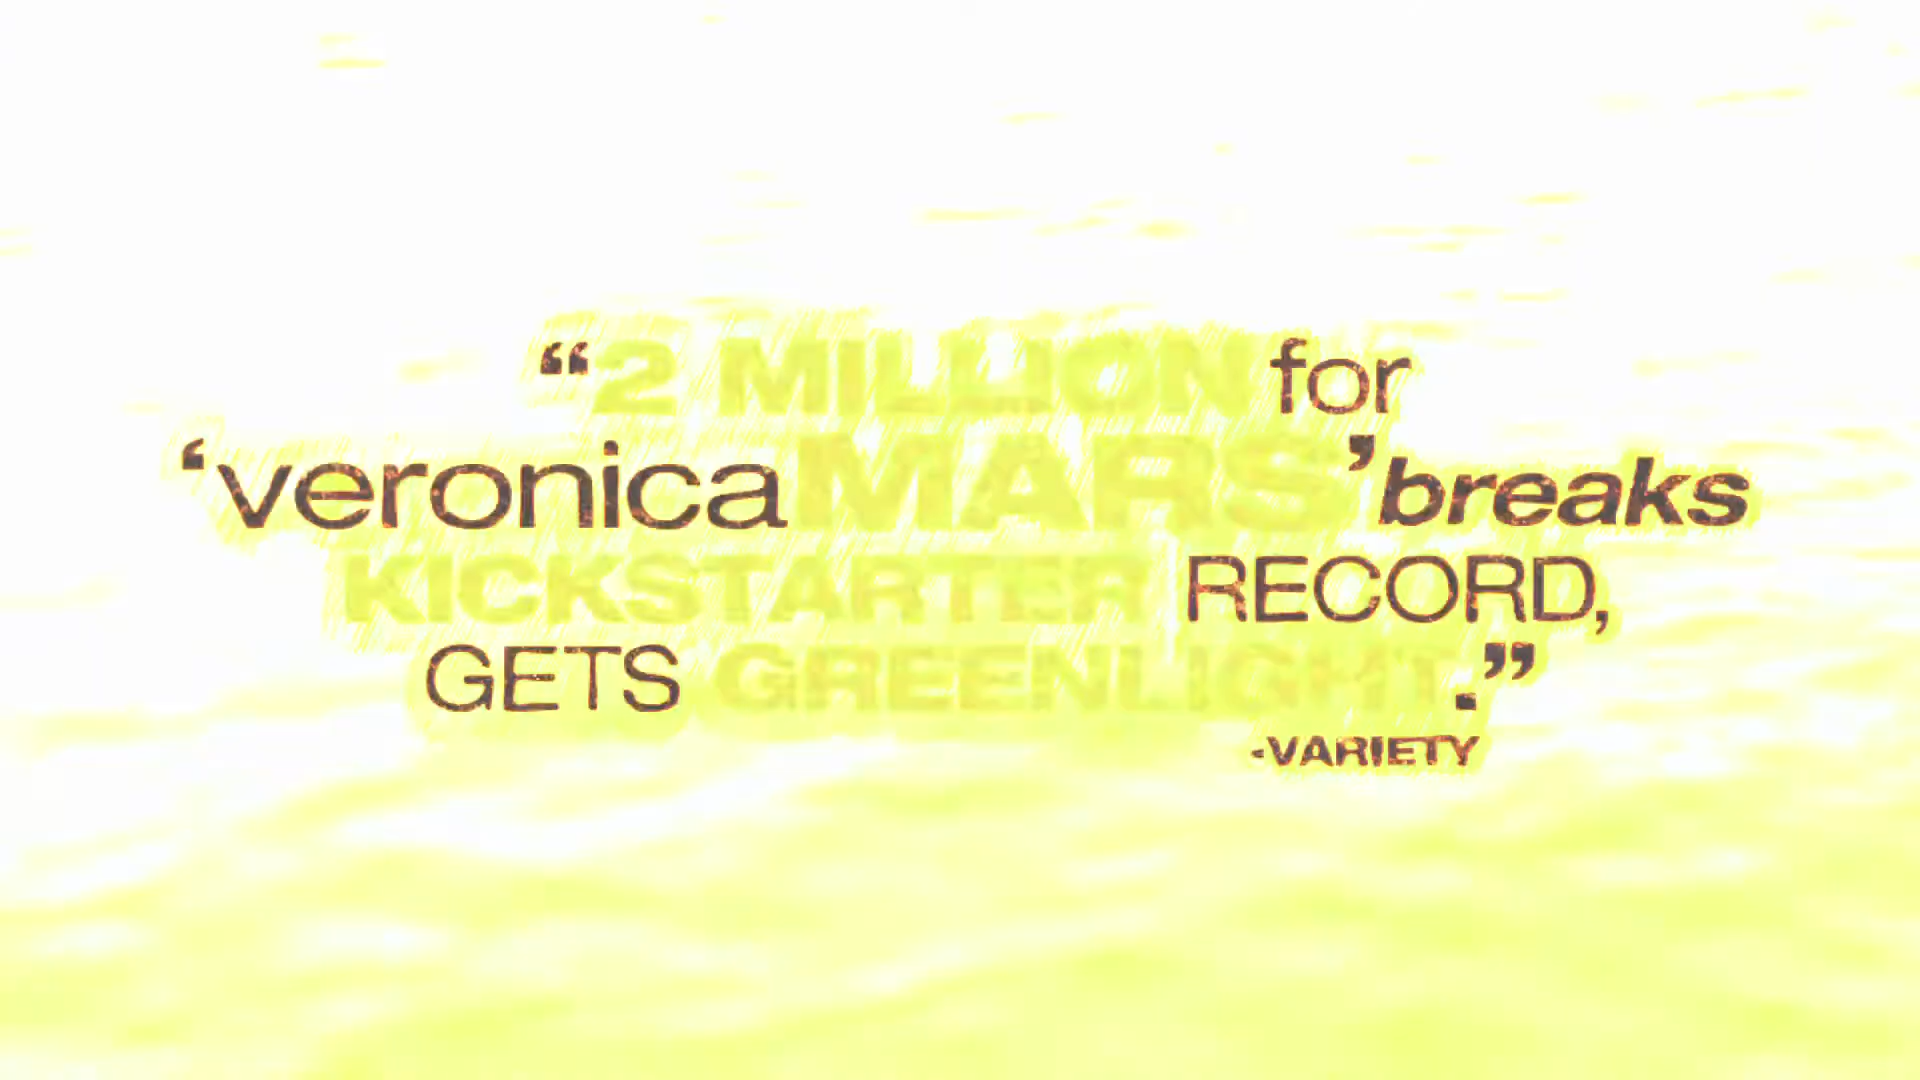 “2 MILLION for
‘veronica MARS’ breaks
KICKSTARTER RECORD,
GETS GREENLIGHT.”
-VARIETY